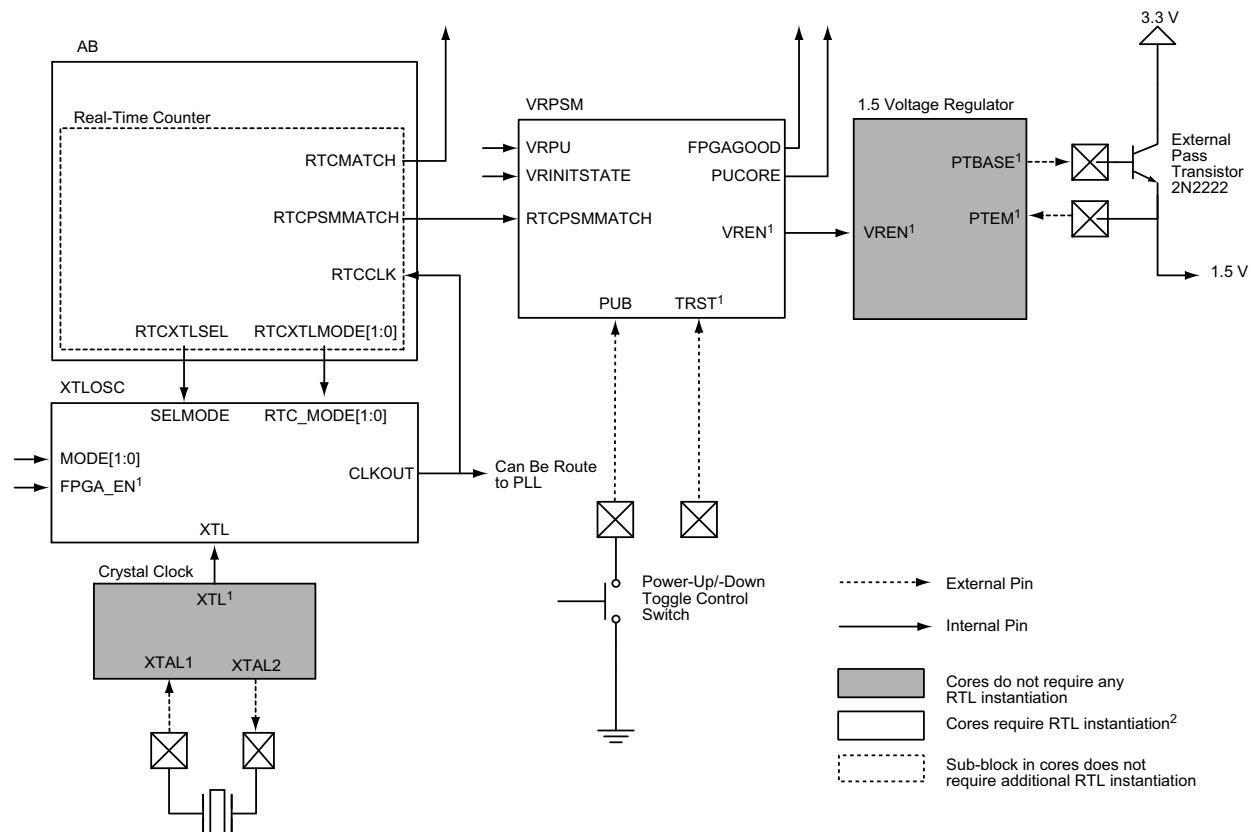 AB
Real-Time Counter
RTCMATCH
RTCPSMMATCH
RTCCLK
RTCXTLSEL
RTCXTLMODE[1:0]
XTLOSC
SELMODE
RTC_MODE[1:0]
MODE[1:0]
FPGA_EN1
CLKOUT
XTL
Can Be Route
to PLL
Crystal Clock
XTL1
XTAL1
XTAL2
VRPSM
VRPU
VRINITSTATE
RTCPSMMATCH
FPGAGOOD
PUCORE
VREN1
PUB
TRST1
Power-Up/-Down
Toggle Control
Switch
1.5 Voltage Regulator
PTBASE1
PTEM1
VREN1
3.3 V
External
Pass
Transistor
2N2222
1.5 V
External Pin
Internal Pin
Cores do not require any
RTL instantiation
Cores require RTL instantiation2
Sub-block in cores does not
require additional RTL instantiation